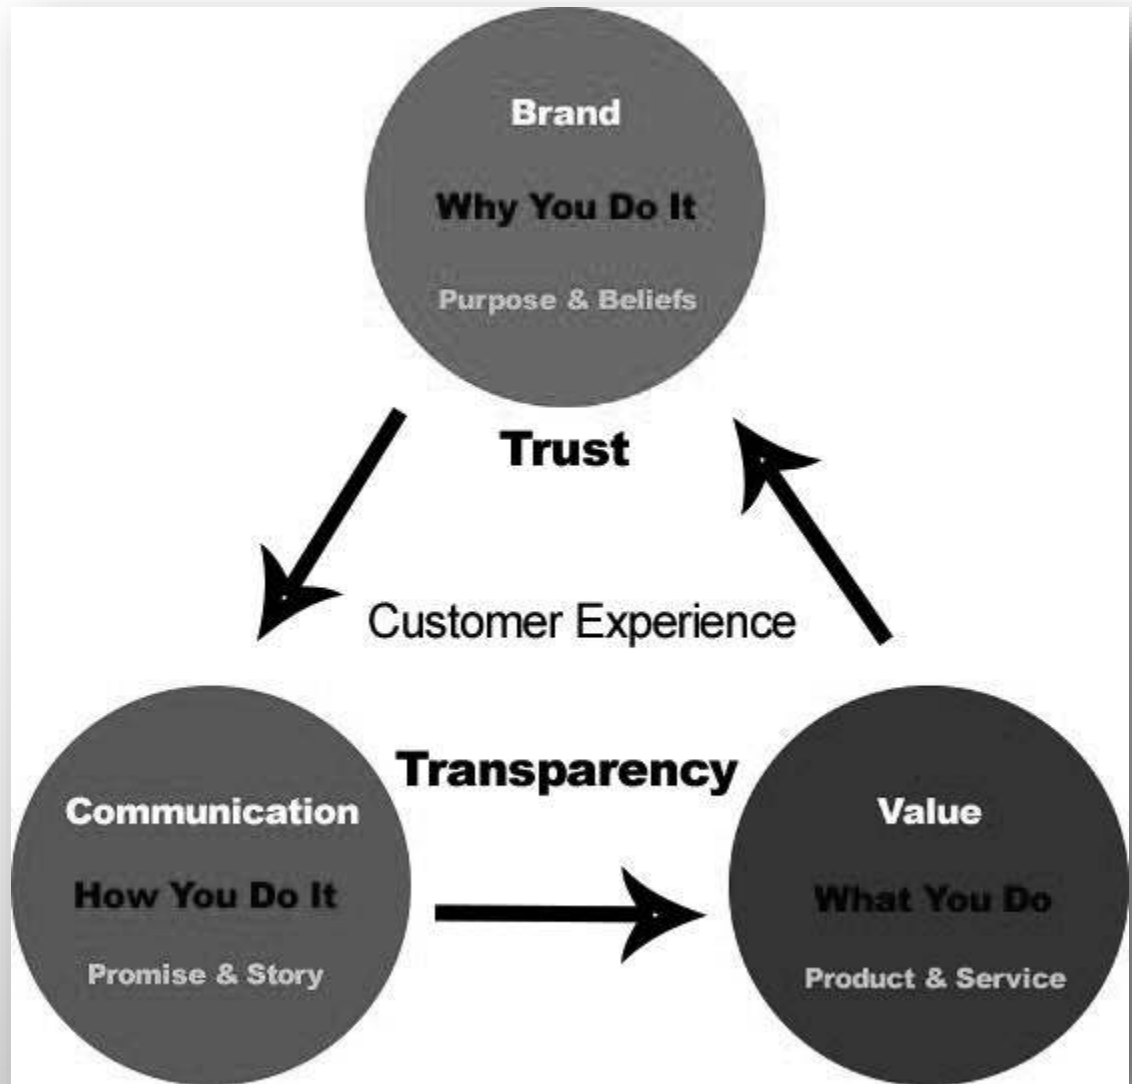 Brand
Why You Do It
Purpose & Beliefs
Trust
Customer Experience
Transparency
Communication
How You Do It
Promise & Story
Value
What You Do
Product & Service